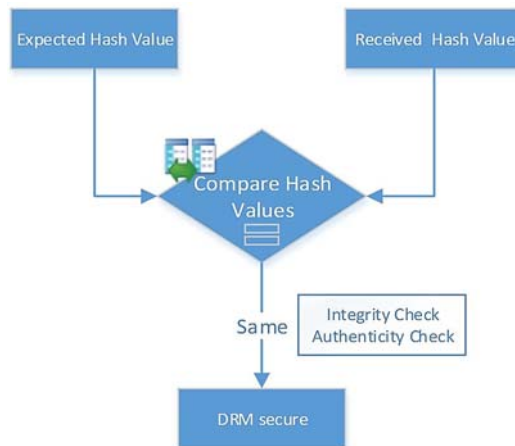 Expected Hash Value
Received Hash Value
Compare Hash
Values
Same
Integrity Check
Authenticity Check
DRM secure